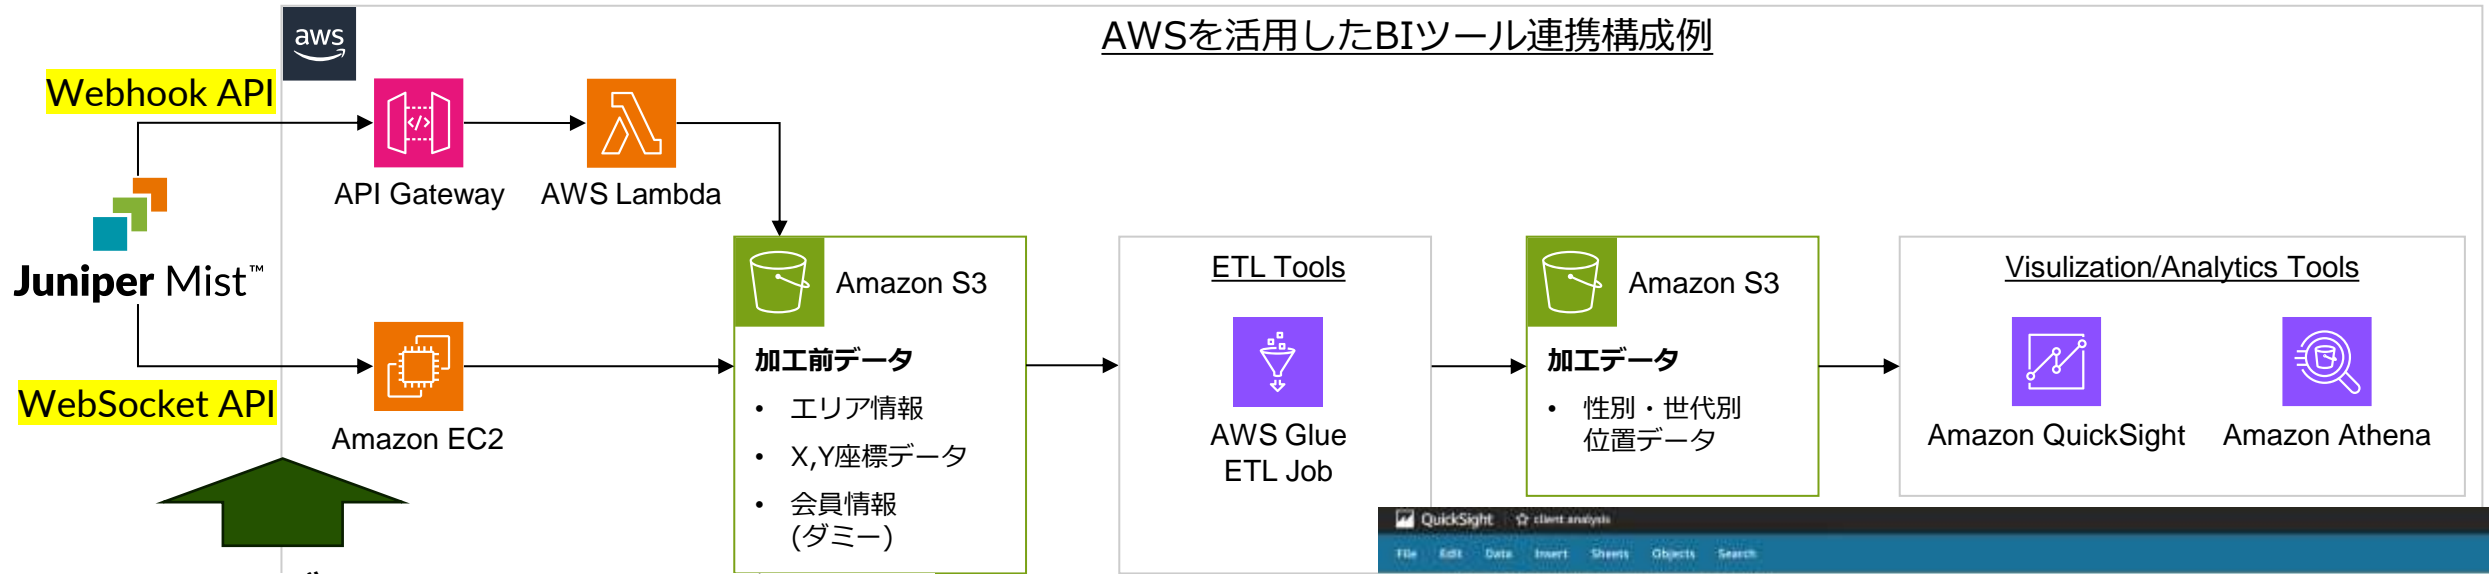 AWSを活用したBIツール連携構成例
aws
Webhook API
API Gateway
AWS Lambda
Juniper Mist™
WebSocket API
Amazon EC2
Amazon S3
加工前データ
• エリア情報
• X,Y座標データ
• 会員情報
(ダミー)
ETL Tools
AWS Glue
ETL Job
Amazon S3
加工データ
• 性別・世代別
位置データ
Visulization/Analytics Tools
Amazon QuickSight
Amazon Athena
QuickSight client analysis
File Edit Data Insert Sheets Objects Search